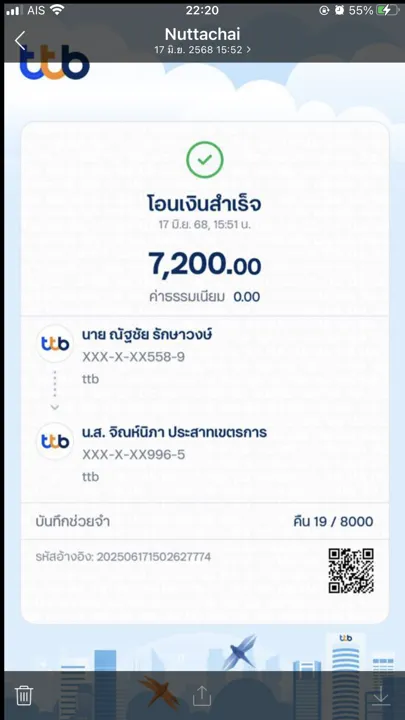 AIS 22:20 55%
Nuttachai
17 มิ.ย. 2568 15:52 >
ttb
โอนเงินสำเร็จ
17 มิ.ย. 68, 15:51 น.
7,200.00
ค่าธรรมเนียม 0.00
ttb นาย ณัฐชัย รักษาวงษ์
XXX-X-XX558-9
ttb
ttb น.ส. จิณห์นิภา ประสาทเขตรการ
XXX-X-XX996-5
ttb
บันทึกช่วยจำ คืน 19 / 8000
รหัสอ้างอิง: 202506171502627774
ttb